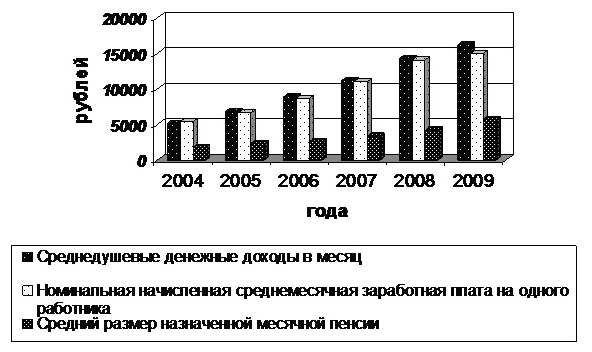 20000
15000
10000
5000
0
рублей
2004 2005 2006 2007 2008 2009
года
Среднедушевые денежные доходы в месяц
Номинальная начисленная среднемесячная заработная плата на одного
работника
Средний размер назначенной месячной пенсии